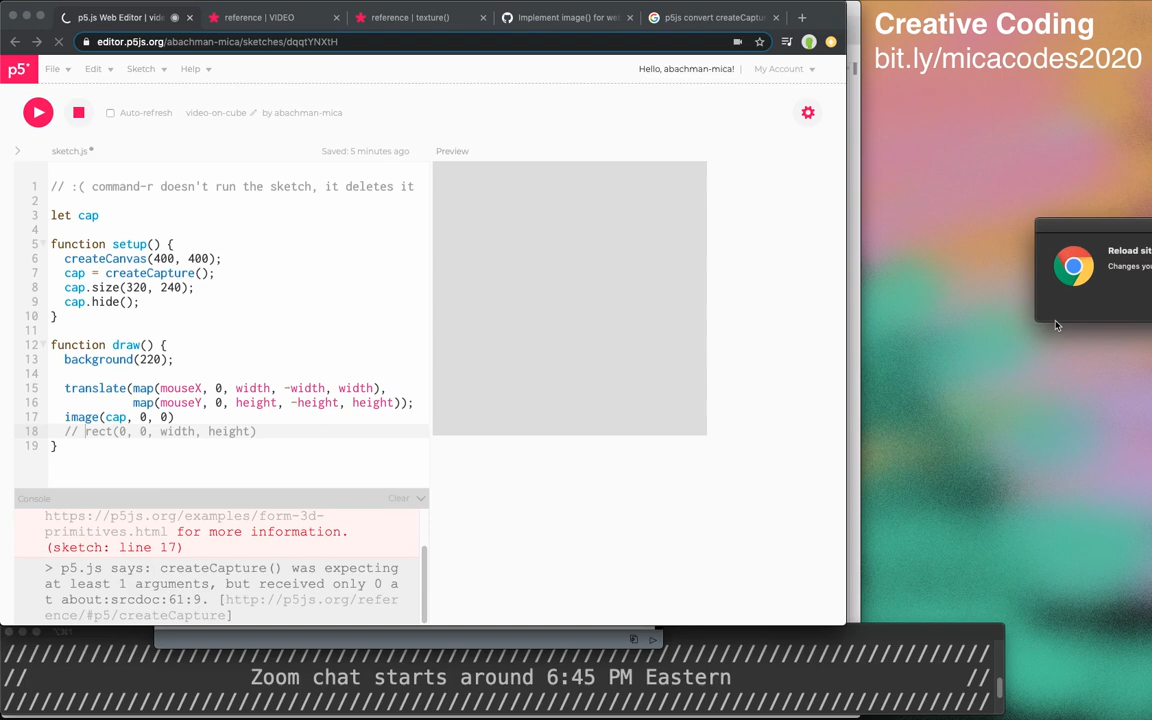 p5.js Web Editor | vid
reference | VIDEO
reference | texture()
Implement image() for we
p5js convert createCaptur
editor.p5js.org/abachman-mica/sketches/dqqtYNXtH
Creative Coding
bit.ly/micacodes2020
p5*
File
Edit
Sketch
Help
Hello, abachman-mica!
My Account
Auto-refresh
video-on-cube
by abachman-mica
sketch.js
Saved: 5 minutes ago
Preview
1 // :( command-r doesn't run the sketch, it deletes it
2
3 let cap
4
5 function setup() {
6 createCanvas(400, 400);
7 cap = createCapture();
8 cap.size(320, 240);
9 cap.hide();
10 }
11
12 function draw() {
13 background(220);
14
15 translate(map(mouseX, 0, width, -width, width),
16 map(mouseY, 0, height, -height, height));
17 image(cap, 0, 0)
18 // rect(0, 0, width, height)
19 }
Console
Clear
https://p5js.org/examples/form-3d-
primitives.html for more information.
(sketch: line 17)
> p5.js says: createCapture() was expecting
at least 1 arguments, but received only 0 a
t about:srcdoc:61:9. [http://p5js.org/refer
ence/#p5/createCapture]
Reload sit
Changes you
⌥⌘1
////////////////////////////////////////////////////////////////////////
// Zoom chat starts around 6:45 PM Eastern //
////////////////////////////////////////////////////////////////////////